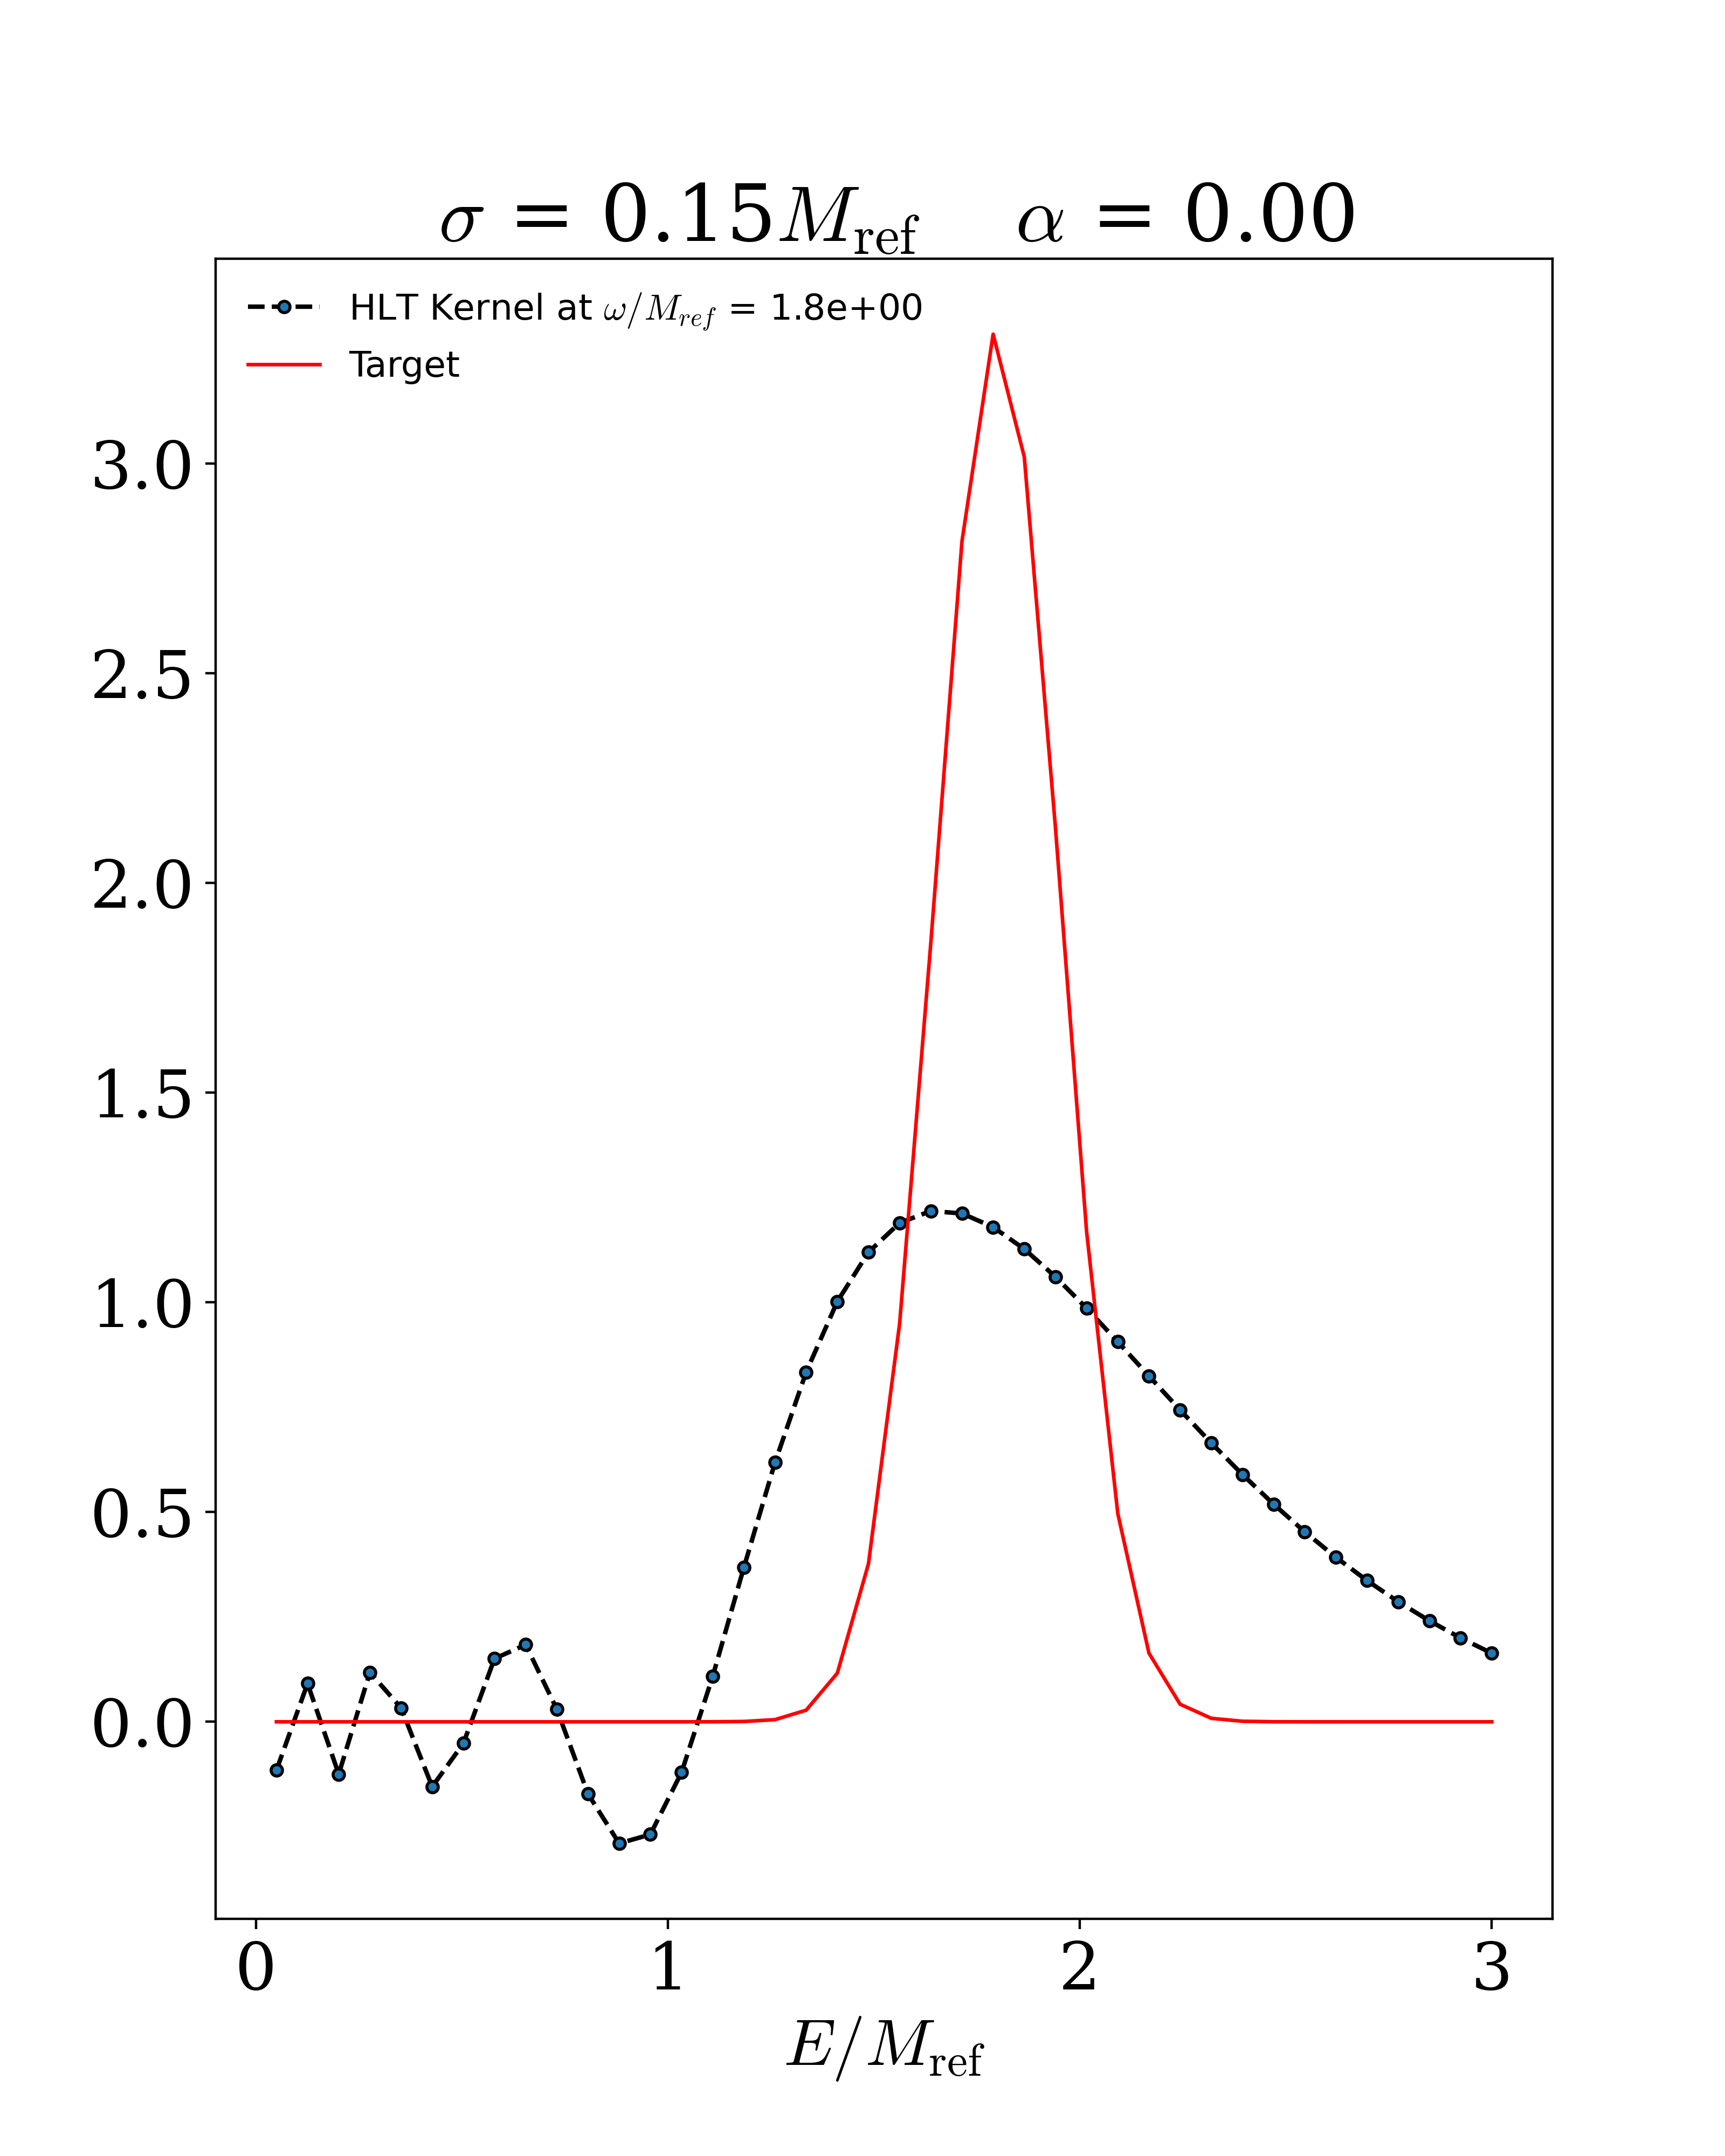 σ = 0.15M_ref α = 0.00
HLT Kernel at ω/M_ref = 1.8e+00
Target
3.0
2.5
2.0
1.5
1.0
0.5
0.0
0 1 2 3
E/M_ref